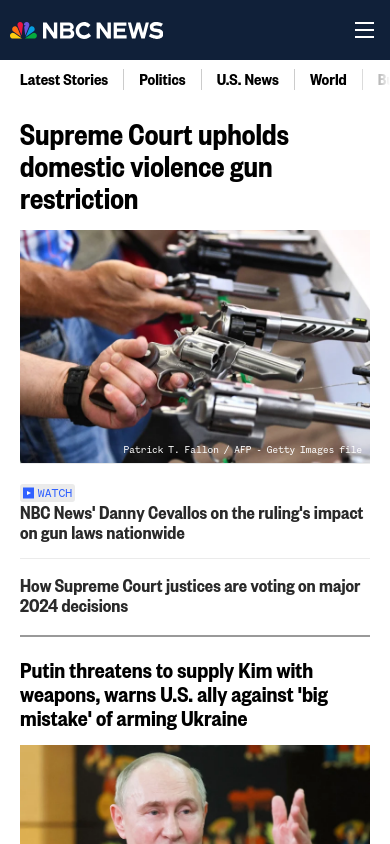 NBC NEWS
Latest Stories
Politics
U.S. News
World
Supreme Court upholds
domestic violence gun
restriction
Patrick T. Fallon / AFP - Getty Images file
WATCH
NBC News' Danny Cevallos on the ruling's impact
on gun laws nationwide
How Supreme Court justices are voting on major
2024 decisions
Putin threatens to supply Kim with
weapons, warns U.S. ally against 'big
mistake' of arming Ukraine